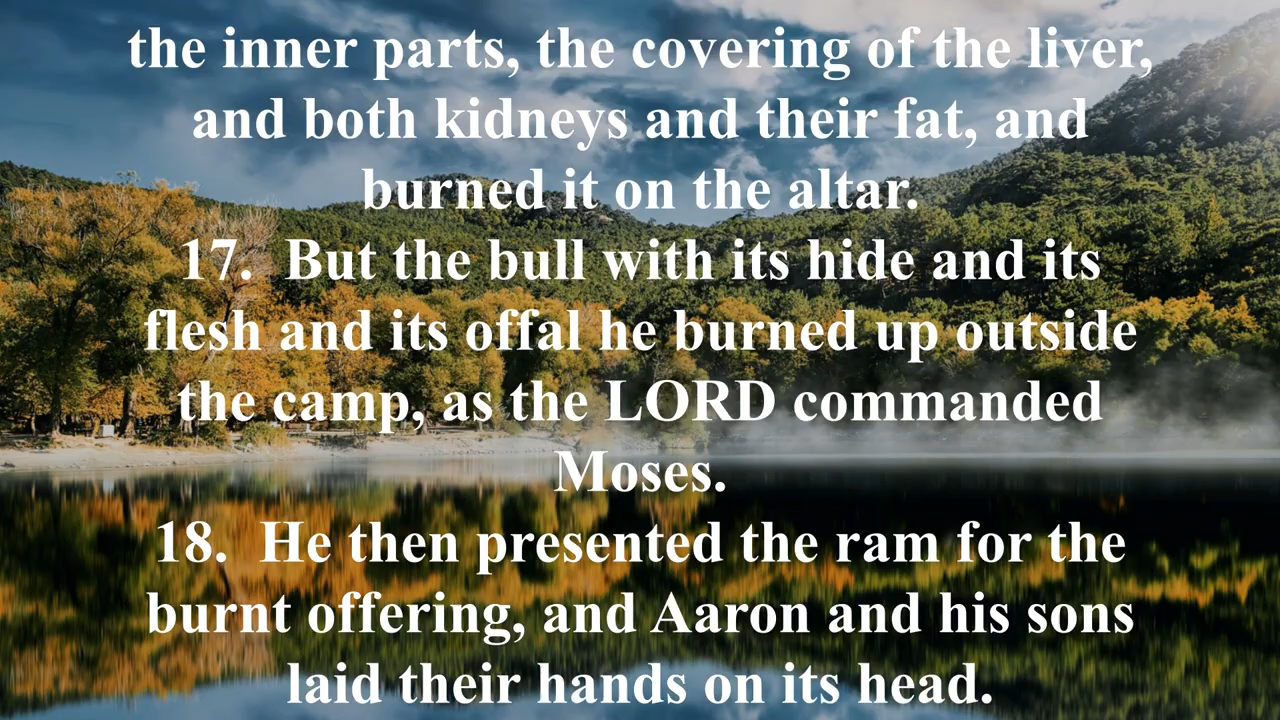 the inner parts, the covering of the liver,
and both kidneys and their fat, and
burned it on the altar.
17.  But the bull with its hide and its
flesh and its offal he burned up outside
the camp, as the LORD commanded
Moses.
18.  He then presented the ram for the
burnt offering, and Aaron and his sons
laid their hands on its head.